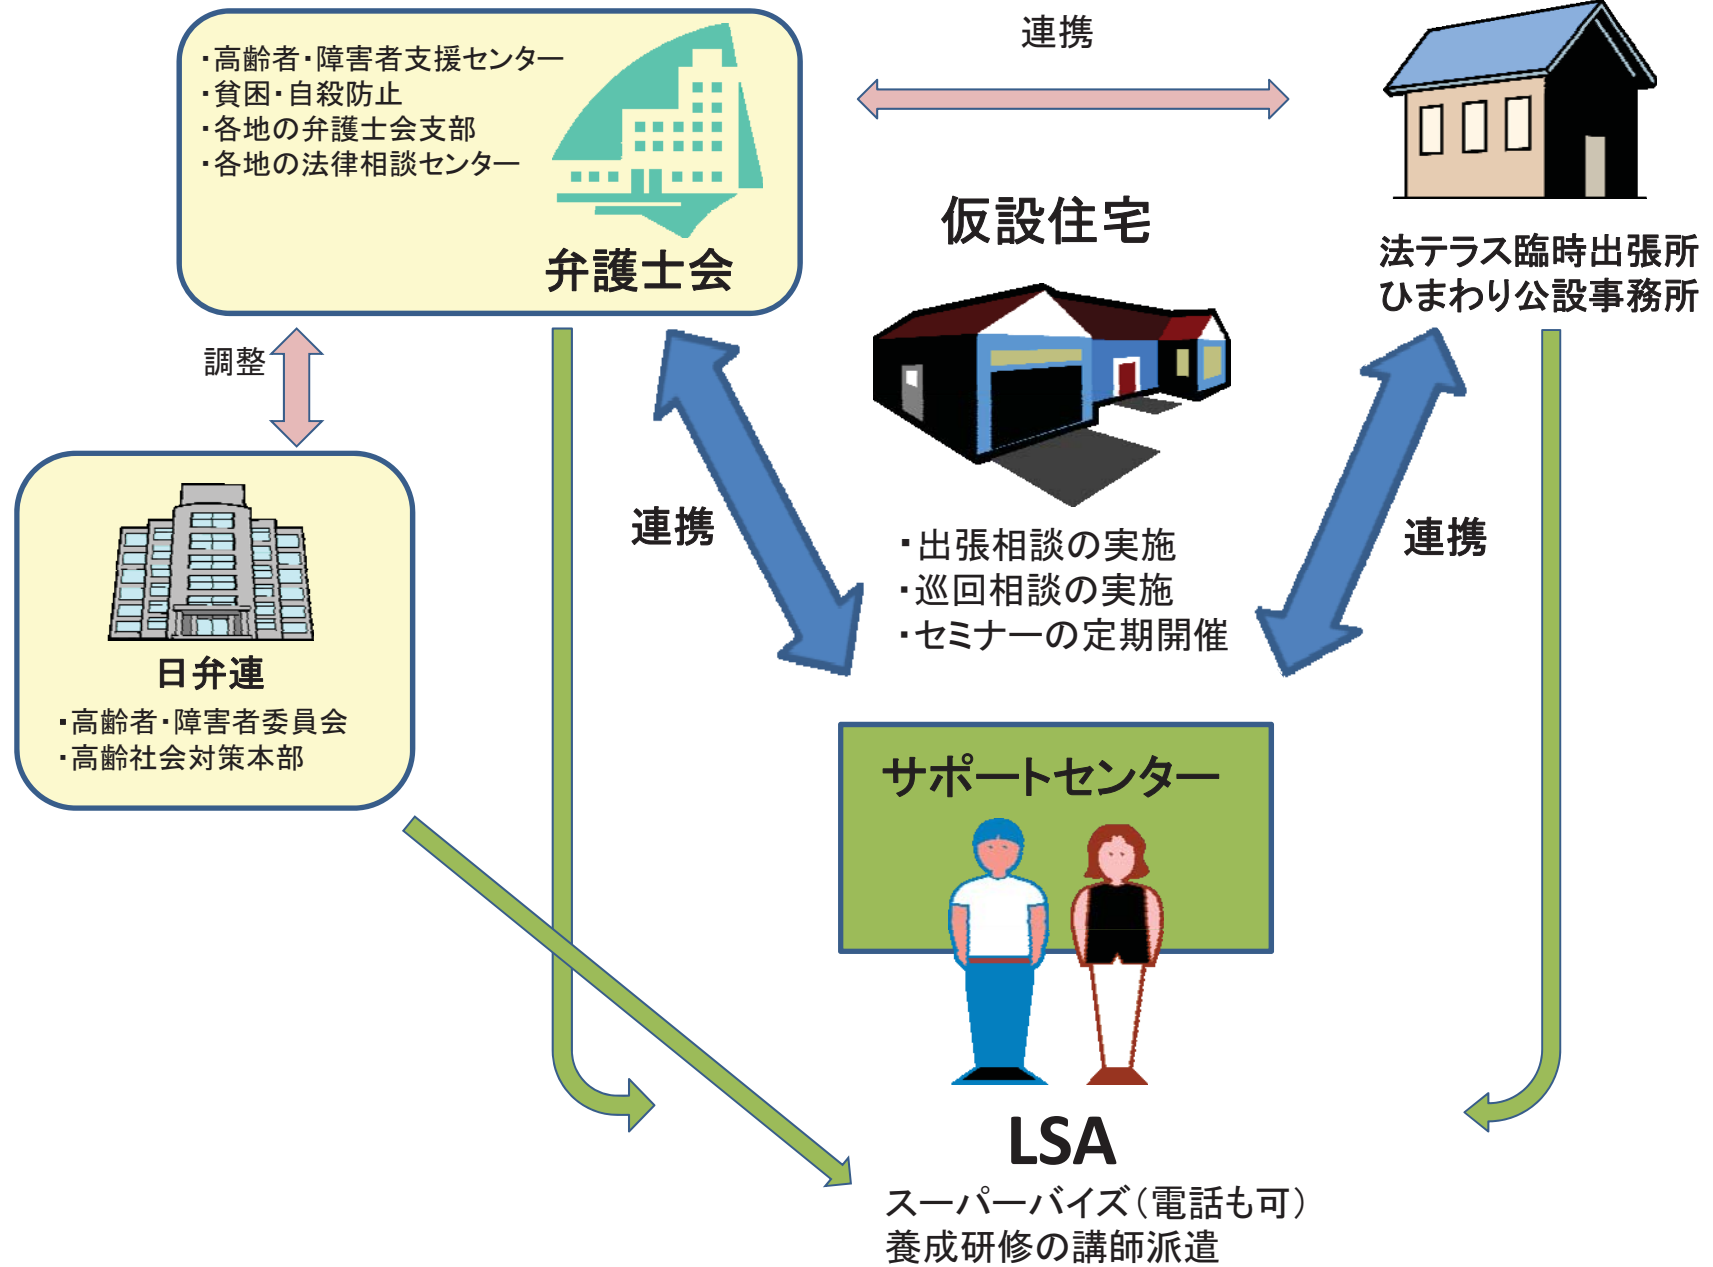 ・高齢者・障害者支援センター
・貧困・自殺防止
・各地の弁護士会支部
・各地の法律相談センター
弁護士会
連携
法テラス臨時出張所
ひまわり公設事務所
仮設住宅
調整
連携
・出張相談の実施
・巡回相談の実施
・セミナーの定期開催
連携
日弁連
・高齢者・障害者委員会
・高齢社会対策本部
サポートセンター
LSA
スーパーバイズ（電話も可）
養成研修の講師派遣